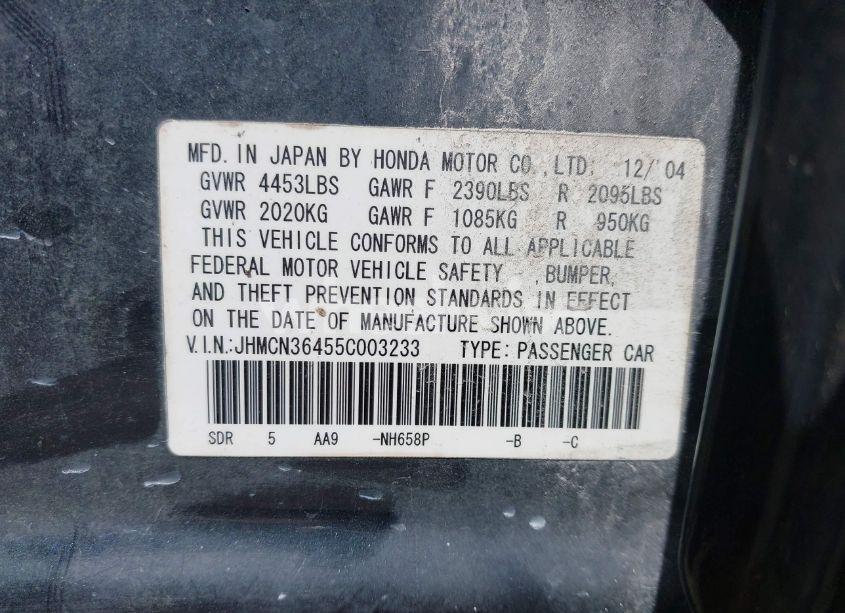 MFD. IN JAPAN BY HONDA MOTOR CO.,LTD. 12/'04
GVWR 4453LBS GAWR F 2390LBS R 2095LBS
GVWR 2020KG GAWR F 1085KG R 950KG
THIS VEHICLE CONFORMS TO ALL APPLICABLE
FEDERAL MOTOR VEHICLE SAFETY ,BUMPER,
AND THEFT PREVENTION STANDARDS IN EFFECT
ON THE DATE OF MANUFACTURE SHOWN ABOVE.
V.I.N.:JHMCN36455C003233 TYPE: PASSENGER CAR
SDR 5 AA9 -NH658P -B -C